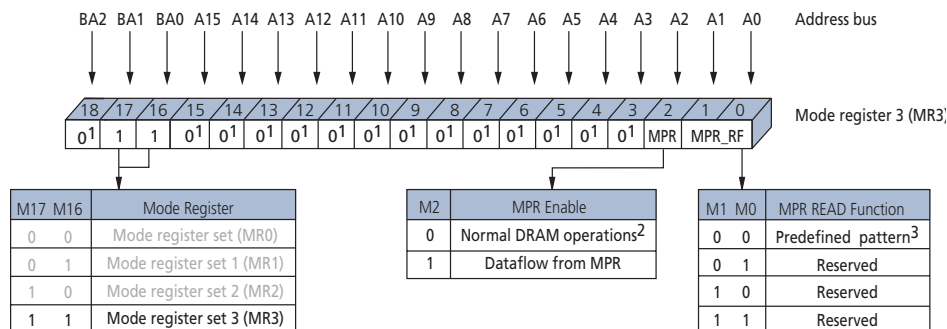 BA2 BA1 BA0 A15 A14 A13 A12 A11 A10 A9 A8 A7 A6 A5 A4 A3 A2 A1 A0 Address bus
18 17 16 15 14 13 12 11 10 9 8 7 6 5 4 3 2 1 0
Mode register 3 (MR3)
0¹ 1 1 0¹ 0¹ 0¹ 0¹ 0¹ 0¹ 0¹ 0¹ 0¹ 0¹ 0¹ 0¹ 0¹ MPR MPR_RF
M17 M16 Mode Register
0 0 Mode register set (MR0)
0 1 Mode register set 1 (MR1)
1 0 Mode register set 2 (MR2)
1 1 Mode register set 3 (MR3)
M2 MPR Enable
0 Normal DRAM operations²
1 Dataflow from MPR
M1 M0 MPR READ Function
0 0 Predefined pattern³
0 1 Reserved
1 0 Reserved
1 1 Reserved